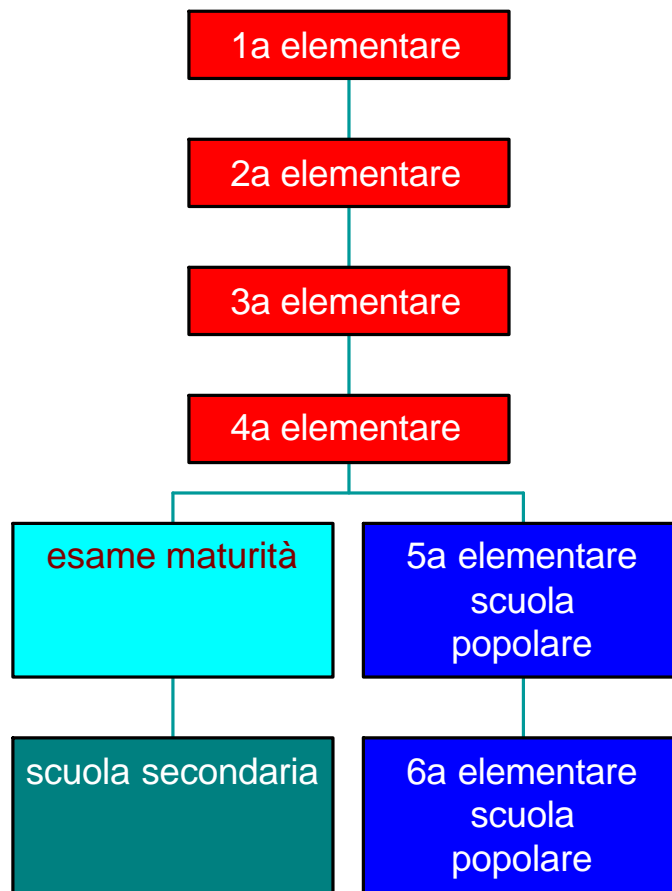 1a elementare
2a elementare
3a elementare
4a elementare
esame maturità
5a elementare
scuola
popolare
scuola secondaria
6a elementare
scuola
popolare